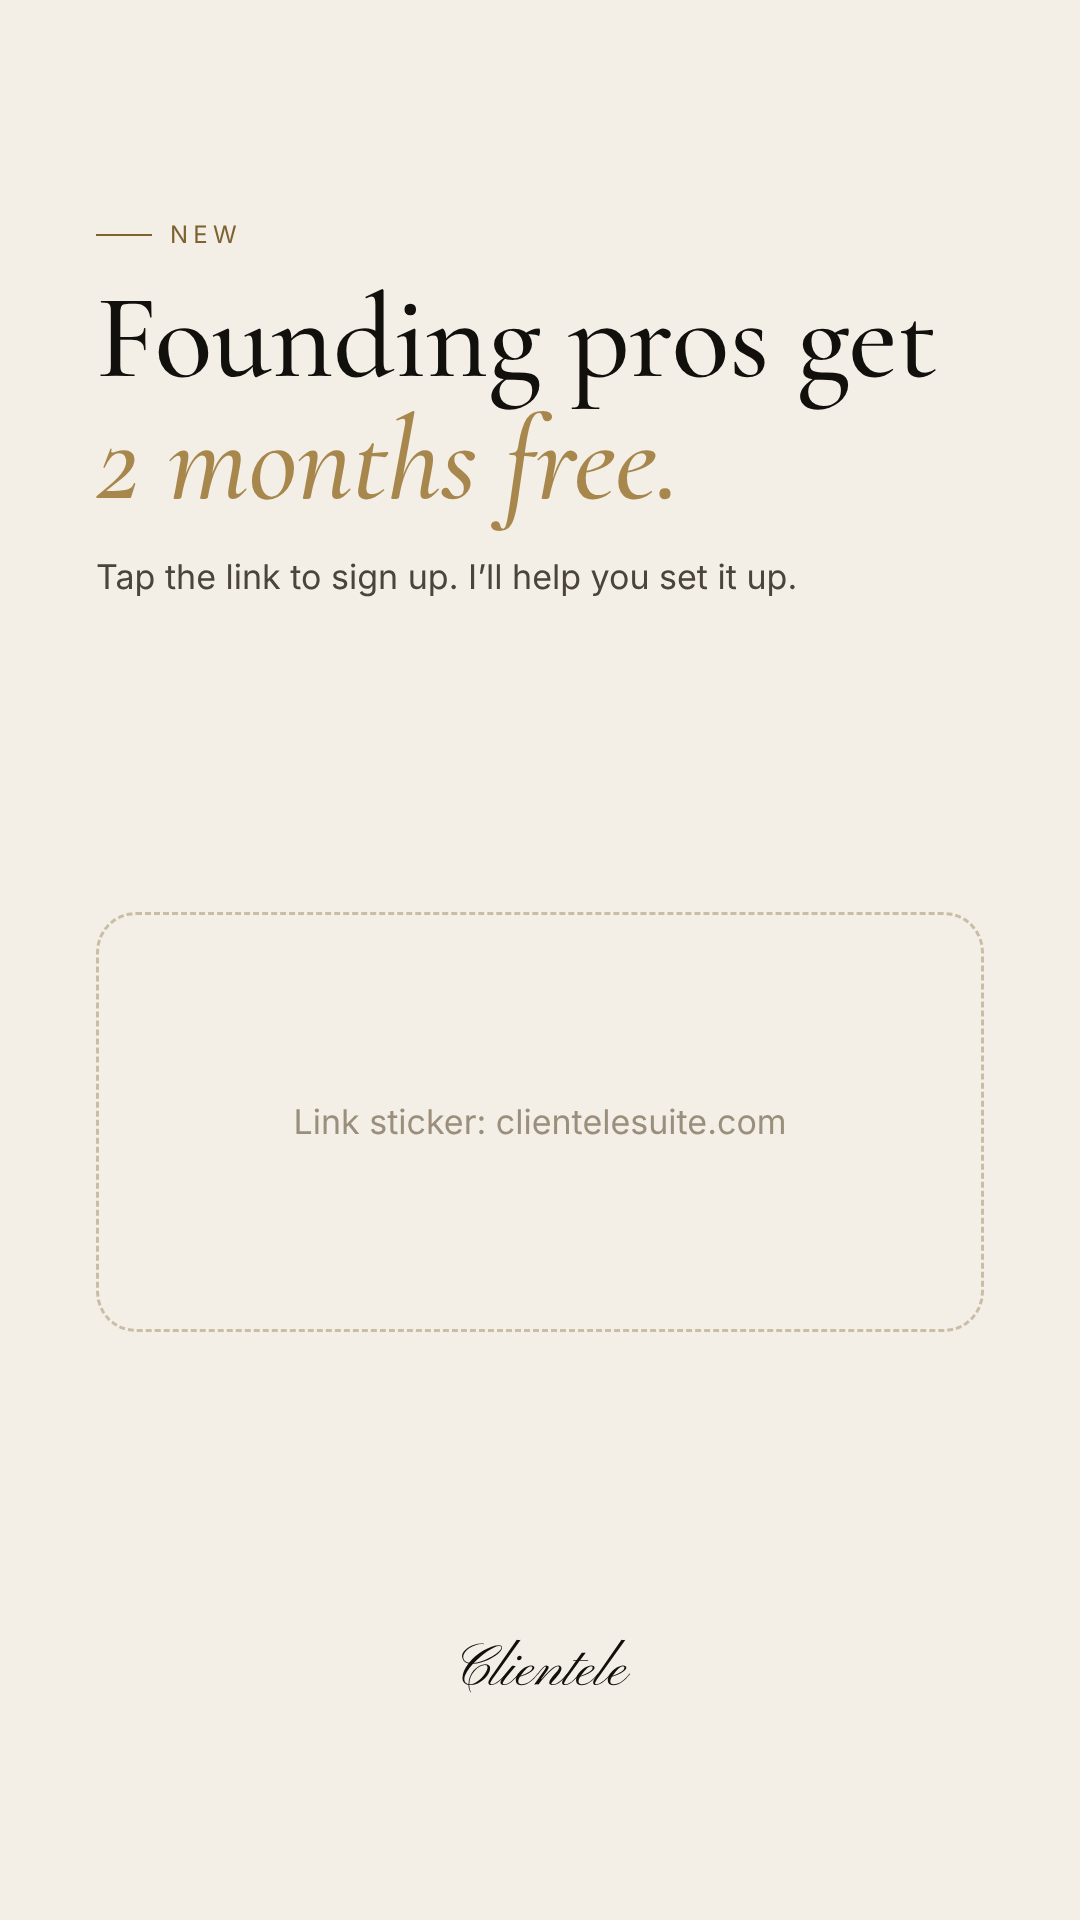 NEW
Founding pros get
2 months free.
Tap the link to sign up. I’ll help you set it up.
Link sticker: clientelesuite.com
Clientele